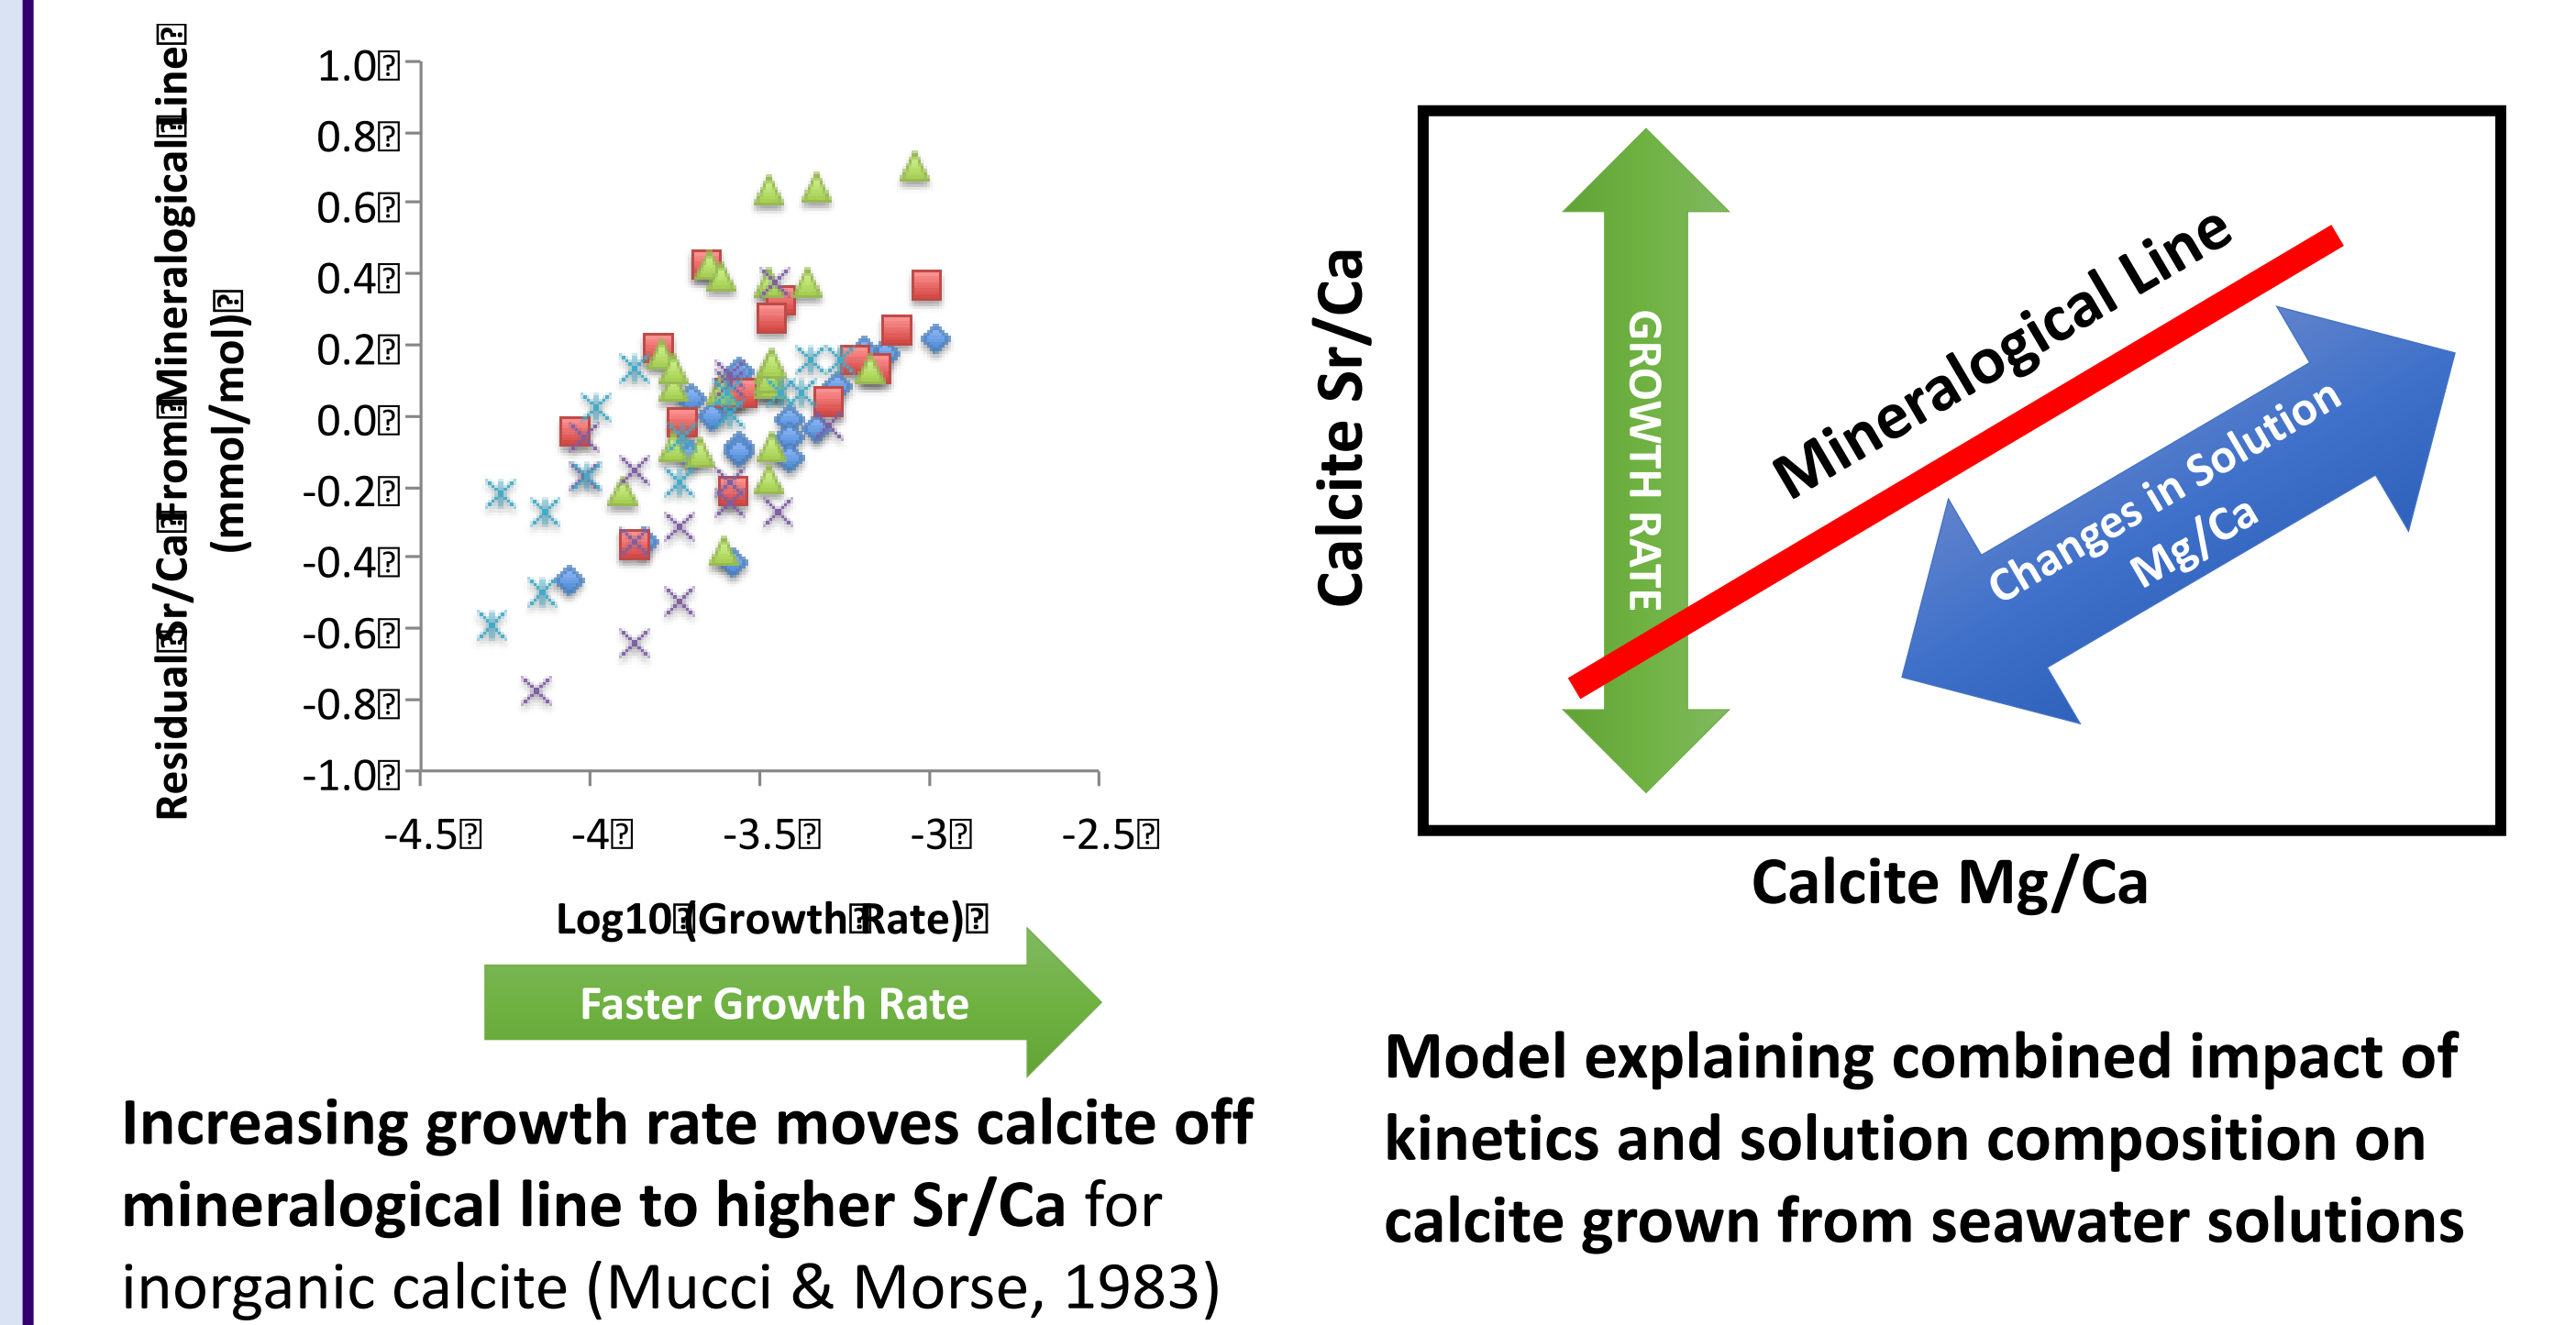 Residual Sr/Ca From Mineralogical Line
(mmol/mol)
1.0
0.8
0.6
0.4
0.2
0.0
-0.2
-0.4
-0.6
-0.8
-1.0
-4.5 -4 -3.5 -3 -2.5
Log10 (Growth Rate)
Faster Growth Rate
Increasing growth rate moves calcite off
mineralogical line to higher Sr/Ca for
inorganic calcite (Mucci & Morse, 1983)
Calcite Sr/Ca
GROWTH RATE
Mineralogical Line
Changes in Solution
Mg/Ca
Calcite Mg/Ca
Model explaining combined impact of
kinetics and solution composition on
calcite grown from seawater solutions